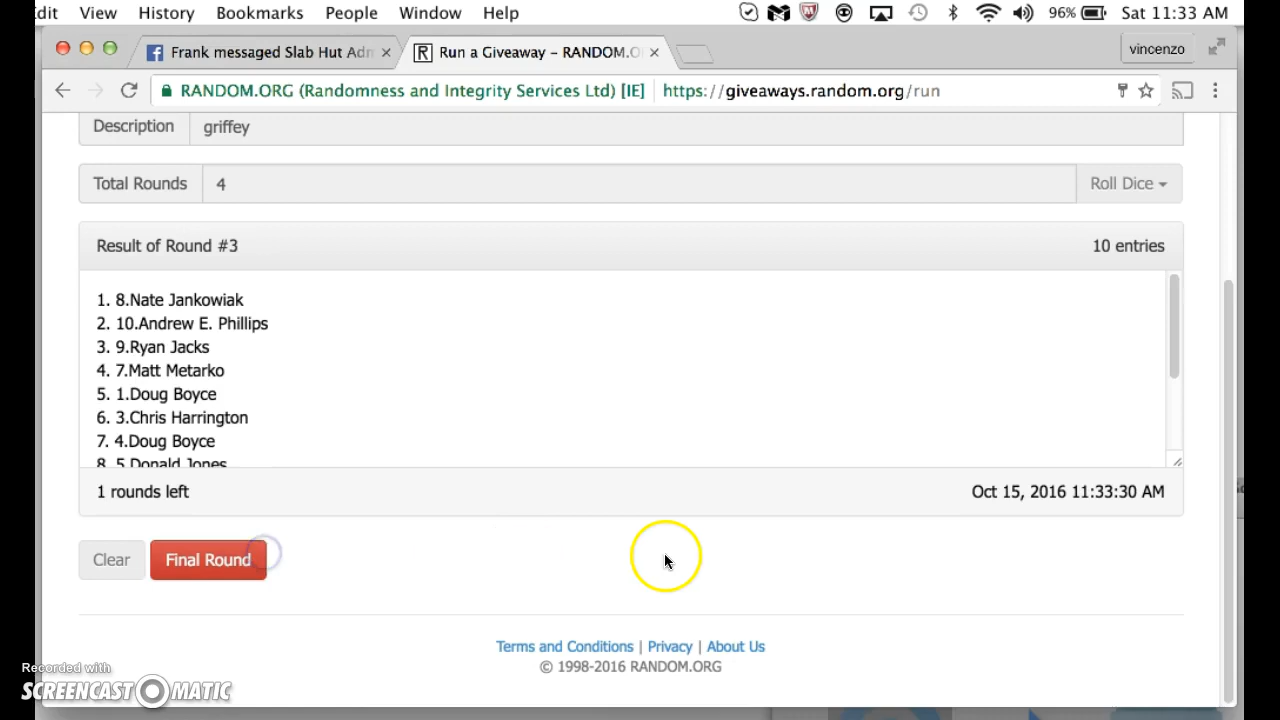 dit View History Bookmarks People Window Help 96% Sat 11:33 AM
Frank messaged Slab Hut Adm Run a Giveaway – RANDOM.O vincenzo
RANDOM.ORG (Randomness and Integrity Services Ltd) [IE] https://giveaways.random.org/run
Description griffey
Total Rounds 4 Roll Dice
Result of Round #3 10 entries
1. 8.Nate Jankowiak
2. 10.Andrew E. Phillips
3. 9.Ryan Jacks
4. 7.Matt Metarko
5. 1.Doug Boyce
6. 3.Chris Harrington
7. 4.Doug Boyce
8. 5.Donald Jones
1 rounds left Oct 15, 2016 11:33:30 AM
Clear Final Round
Terms and Conditions | Privacy | About Us
© 1998-2016 RANDOM.ORG
Recorded with
SCREENCAST-O-MATIC